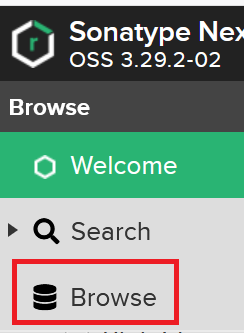 Sonatype Nex
OSS 3.29.2-02
Browse
Welcome
Search
Browse